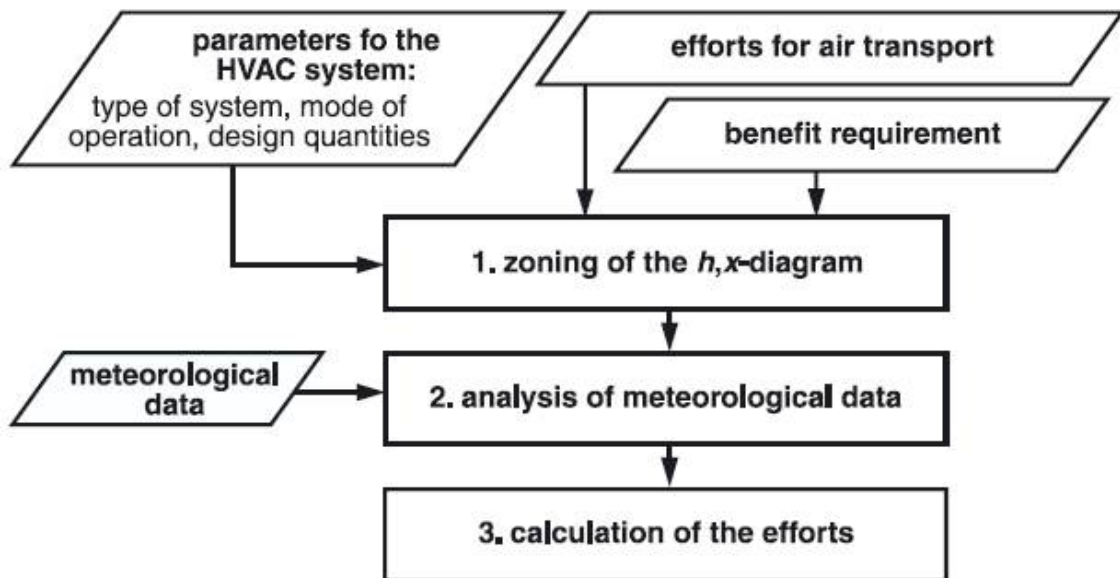 parameters fo the
HVAC system:
type of system, mode of
operation, design quantities
efforts for air transport
benefit requirement
1. zoning of the h,x-diagram
meteorological
data
2. analysis of meteorological data
3. calculation of the efforts